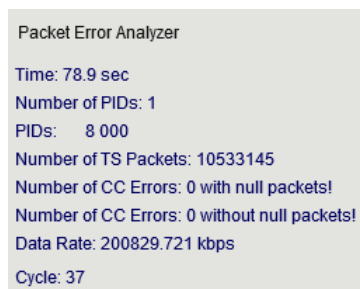 Packet Error Analyzer
Time: 78.9 sec
Number of PIDs: 1
PIDs: 8 000
Number of TS Packets: 10533145
Number of CC Errors: 0 with null packets!
Number of CC Errors: 0 without null packets!
Data Rate: 200829.721 kbps
Cycle: 37